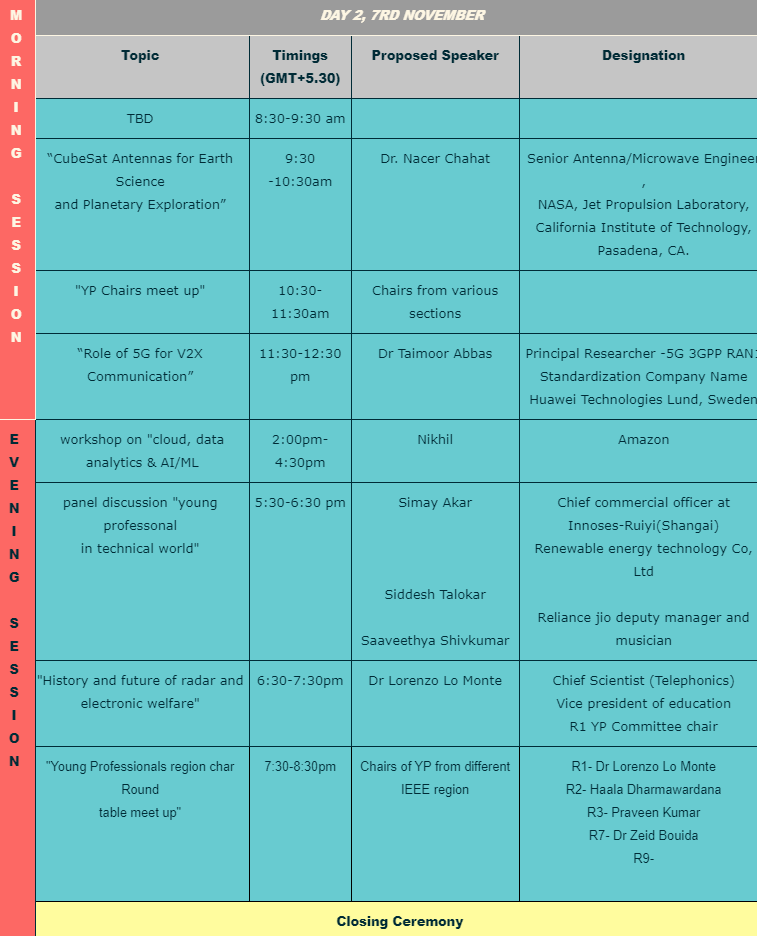 MORNING SESSION
DAY 2, 7RD NOVEMBER
Topic
Timings
(GMT+5.30)
Proposed Speaker
Designation
TBD
8:30-9:30 am
“CubeSat Antennas for Earth
Science
and Planetary Exploration”
9:30
-10:30am
Dr. Nacer Chahat
Senior Antenna/Microwave Engineer
,
NASA, Jet Propulsion Laboratory,
California Institute of Technology,
Pasadena, CA.
"YP Chairs meet up"
10:30-
11:30am
Chairs from various
sections
“Role of 5G for V2X
Communication”
11:30-12:30
pm
Dr Taimoor Abbas
Principal Researcher -5G 3GPP RAN1
Standardization Company Name
Huawei Technologies Lund, Sweden
EVENING SESSION
workshop on "cloud, data
analytics & AI/ML
2:00pm-
4:30pm
Nikhil
Amazon
panel discussion "young
professonal
in technical world"
5:30-6:30 pm
Simay Akar
Siddesh Talokar
Saaveethya Shivkumar
Chief commercial officer at
Innoses-Ruiyi(Shangai)
Renewable energy technology Co,
Ltd
Reliance jio deputy manager and
musician
"History and future of radar and
electronic welfare"
6:30-7:30pm
Dr Lorenzo Lo Monte
Chief Scientist (Telephonics)
Vice president of education
R1 YP Committee chair
"Young Professionals region char
Round
table meet up"
7:30-8:30pm
Chairs of YP from different
IEEE region
R1- Dr Lorenzo Lo Monte
R2- Haala Dharmawardana
R3- Praveen Kumar
R7- Dr Zeid Bouida
R9-
Closing Ceremony